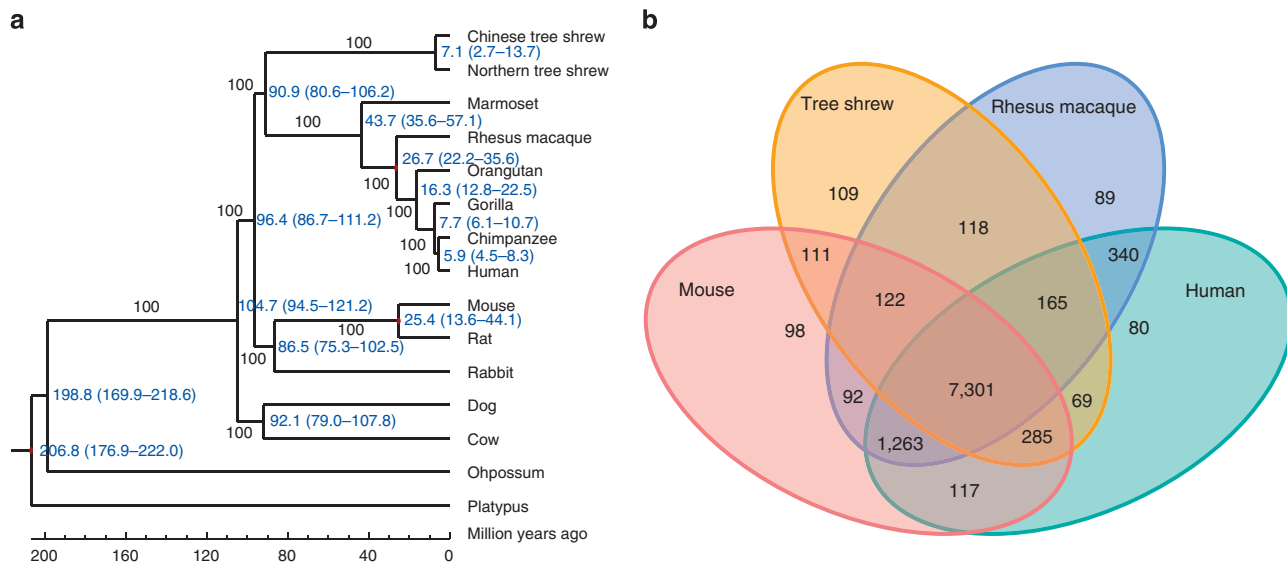 a
100
Chinese tree shrew
7.1 (2.7–13.7)
Northern tree shrew
100
90.9 (80.6–106.2)
Marmoset
100
43.7 (35.6–57.1)
Rhesus macaque
26.7 (22.2–35.6)
Orangutan
100
16.3 (12.8–22.5)
Gorilla
100
7.7 (6.1–10.7)
100
96.4 (86.7–111.2)
Chimpanzee
100
5.9 (4.5–8.3)
100
Human
104.7 (94.5–121.2)
Mouse
100
25.4 (13.6–44.1)
100
Rat
86.5 (75.3–102.5)
100
Rabbit
198.8 (169.9–218.6)
Dog
92.1 (79.0–107.8)
100
Cow
206.8 (176.9–222.0)
Ohpossum
Platypus
Million years ago
200 160 120 80 40 0
b
Tree shrew
Rhesus macaque
109
89
118
111
340
Mouse
122
165
Human
98
80
92
7,301
69
1,263
285
117